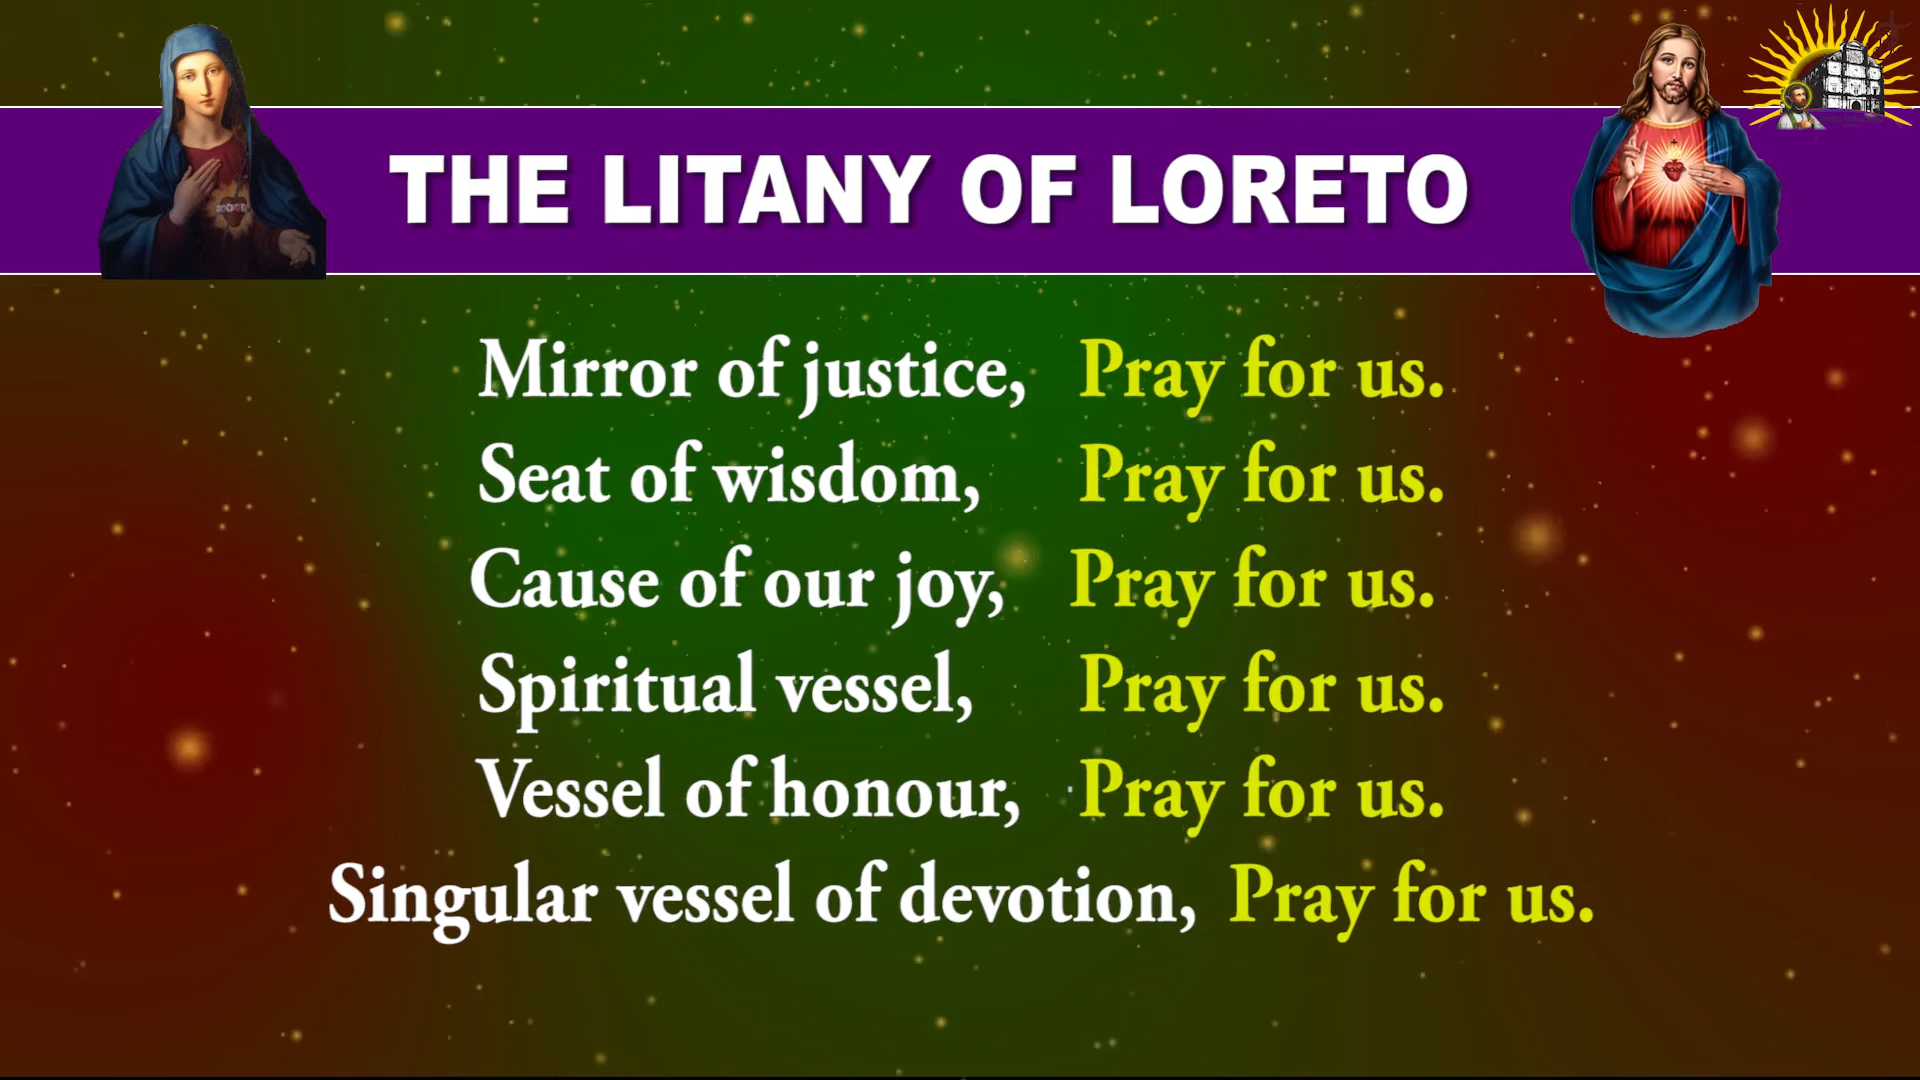 THE LITANY OF LORETO
Mirror of justice, Pray for us.
Seat of wisdom, Pray for us.
Cause of our joy, Pray for us.
Spiritual vessel, Pray for us.
Vessel of honour, Pray for us.
Singular vessel of devotion, Pray for us.